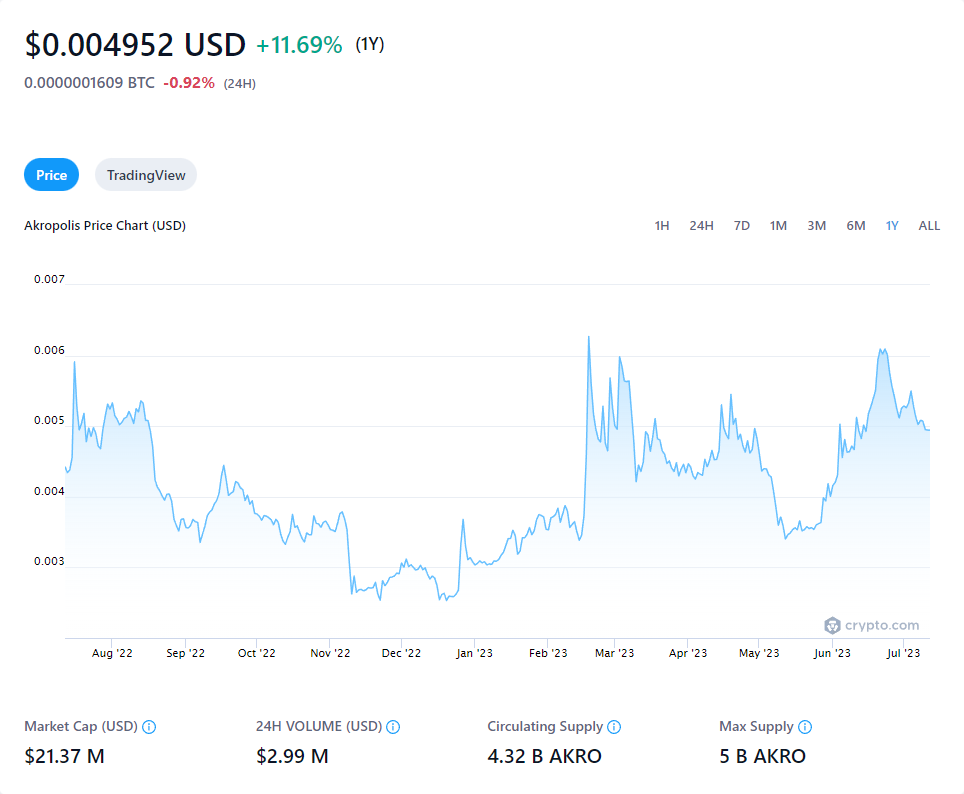 $0.004952 USD +11.69% (1Y)
0.0000001609 BTC -0.92% (24H)
Price TradingView
Akropolis Price Chart (USD) 1H 24H 7D 1M 3M 6M 1Y ALL
0.007
0.006
0.005
0.004
0.003
crypto.com
Aug '22 Sep '22 Oct '22 Nov '22 Dec '22 Jan '23 Feb '23 Mar '23 Apr '23 May '23 Jun '23 Jul '23
Market Cap (USD) 24H VOLUME (USD) Circulating Supply Max Supply
$21.37 M $2.99 M 4.32 B AKRO 5 B AKRO